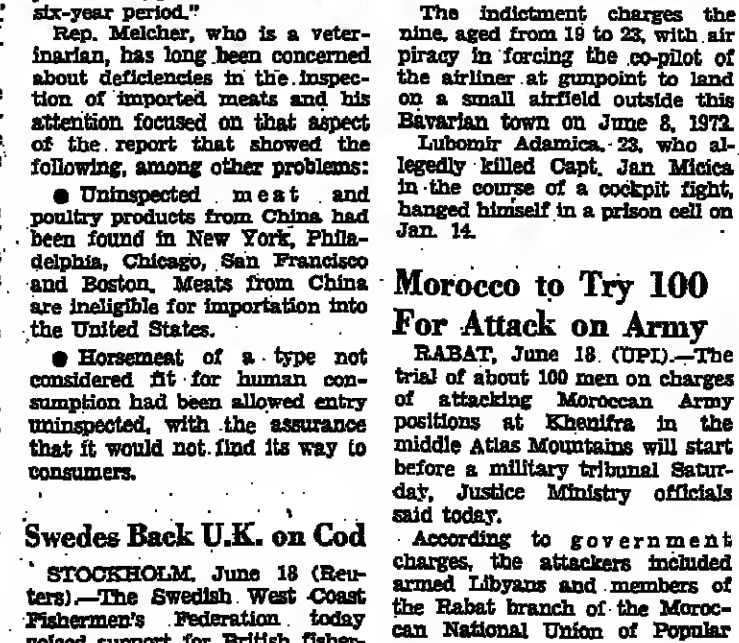 six-year period."
Rep. Melcher, who is a veter-
inarian, has long been concerned
about deficiencies in the inspec-
tion of imported meats and his
attention focused on that aspect
of the report that showed the
following, among other problems:
● Uninspected meat and
poultry products from China had
been found in New York, Phila-
delphia, Chicago, San Francisco
and Boston. Meats from China
are ineligible for importation into
the United States.
● Horsemeat of a type not
considered fit for human con-
sumption had been allowed entry
uninspected, with the assurance
that it would not find its way to
consumers.
Swedes Back U.K. on Cod
STOCKHOLM, June 18 (Reu-
ters).—The Swedish West Coast
Fishermen's Federation today
voiced support for British fisher-
The indictment charges the
nine, aged from 19 to 23, with air
piracy in forcing the co-pilot of
the airliner at gunpoint to land
on a small airfield outside this
Bavarian town on June 8, 1972.
Lubomir Adamica, 23, who al-
legedly killed Capt. Jan Micica
in the course of a cockpit fight,
hanged himself in a prison cell on
Jan. 14.
Morocco to Try 100
For Attack on Army
RABAT, June 18 (UPI).—The
trial of about 100 men on charges
of attacking Moroccan Army
positions at Khenifra in the
middle Atlas Mountains will start
before a military tribunal Satur-
day, Justice Ministry officials
said today.
According to government
charges, the attackers included
armed Libyans and members of
the Rabat branch of the Moroc-
can National Union of Popular